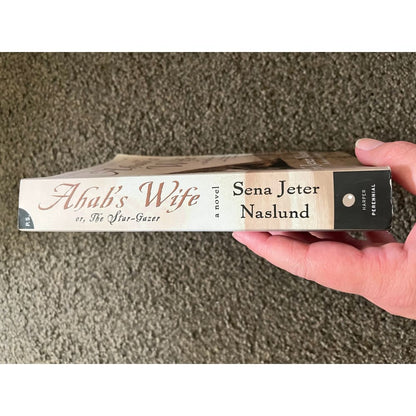 Ahab's Wife
or, The Star-Gazer
a novel
Sena Jeter
Naslund
HARPER
PERENNIAL
P.S.